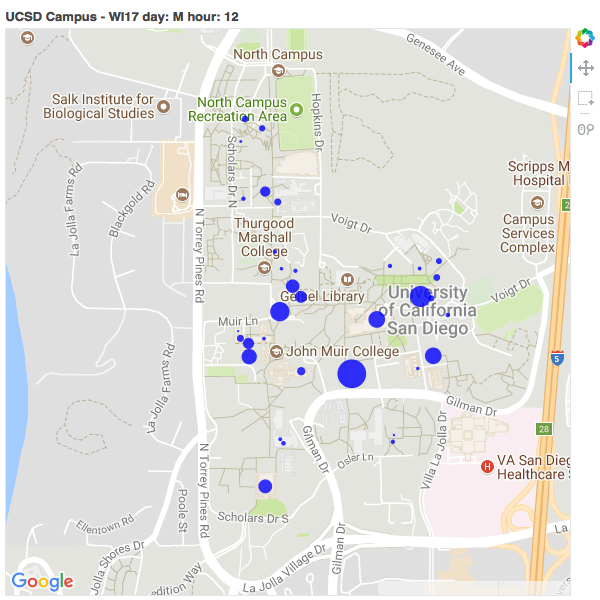 UCSD Campus - WI17 day: M hour: 12
Genesee Ave
North Campus
Salk Institute for
Biological Studies
North Campus
Recreation Area
Hopkins Dr
Scholars Dr N
Scripps M
Hospital
La Jolla Farms Rd
Blackgold Rd
N Torrey Pines Rd
Voigt Dr
Campus
Services
Complex
Thurgood
Marshall
College
Geisel Library
University
of California
San Diego
Voigt Dr
Muir Ln
John Muir College
5
La Jolla Farms Rd
Gilman Dr
Gilman Dr
Villa La Jolla Dr
28
N Torrey Pines Rd
Osler Ln
VA San Dieg
Healthcare
H
Poole St
Ellentown Rd
Scholars Dr S
La
La Jolla Shores Dr
Gilman Dr
La Jolla Village Dr
edition Way
Google